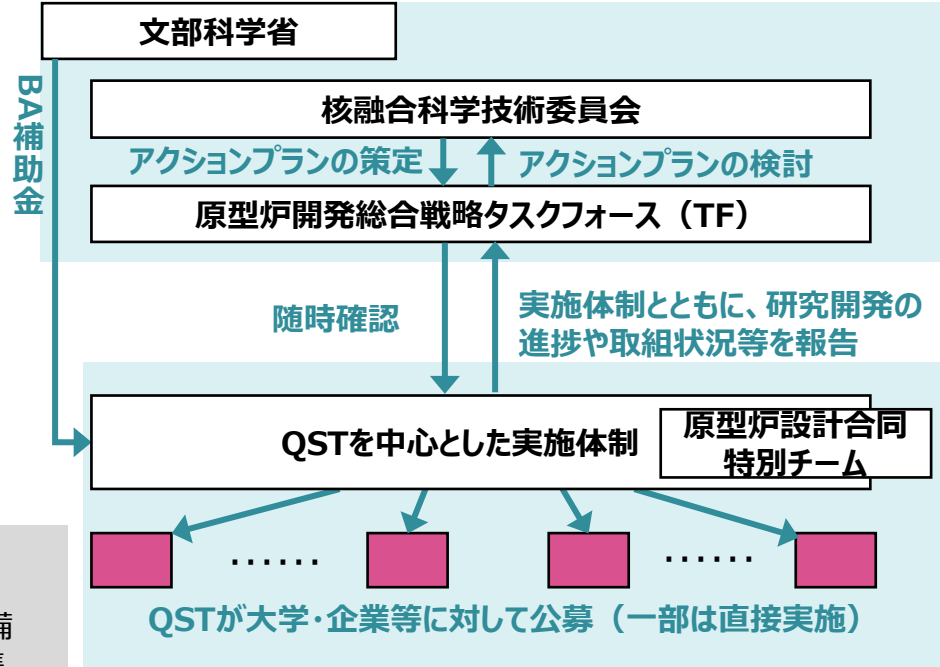 文部科学省
BA補助金
核融合科学技術委員会
アクションプランの策定
アクションプランの検討
原型炉開発総合戦略タスクフォース（TF）
随時確認
実施体制とともに、研究開発の
進捗や取組状況等を報告
QSTを中心とした実施体制
原型炉設計合同
特別チーム
‥‥‥
‥‥‥
QSTが大学・企業等に対して公募（一部は直接実施）
備